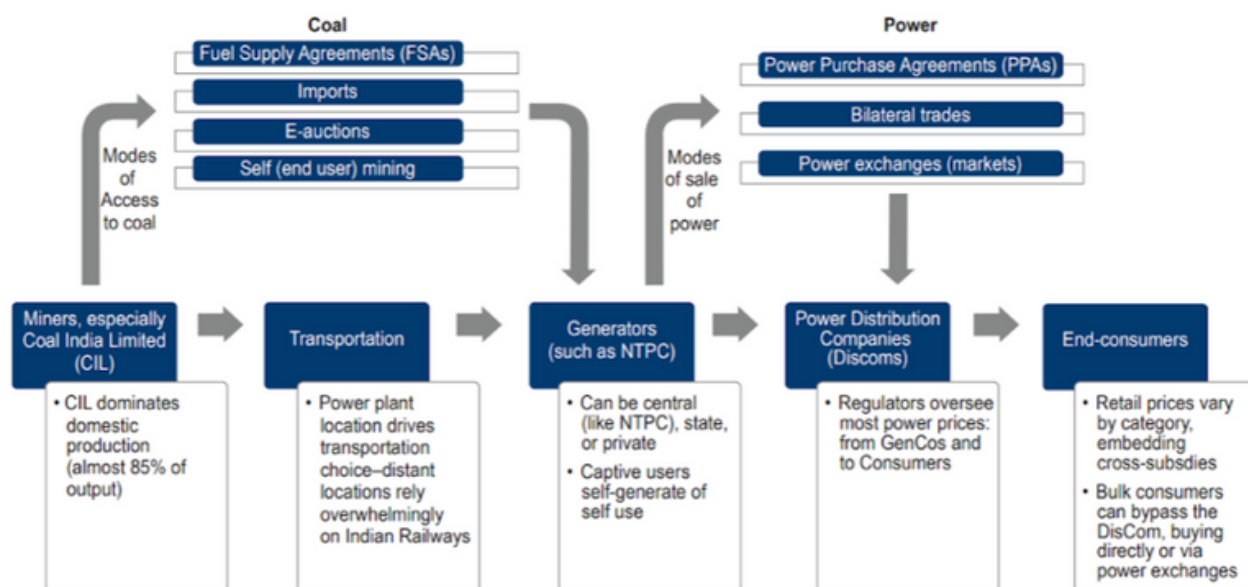 Coal
Fuel Supply Agreements (FSAs)
Imports
E-auctions
Self (end user) mining
Modes
of
Access
to coal
Power
Power Purchase Agreements (PPAs)
Bilateral trades
Power exchanges (markets)
Modes
of sale
of
power
Miners, especially
Coal India Limited
(CIL)
• CIL dominates
domestic
production
(almost 85% of
output)
Transportation
• Power plant
location drives
transportation
choice–distant
locations rely
overwhelmingly
on Indian Railways
Generators
(such as NTPC)
• Can be central
(like NTPC), state,
or private
• Captive users
self-generate of
self use
Power Distribution
Companies
(Discoms)
• Regulators oversee
most power prices:
from GenCos and
to Consumers
End-consumers
• Retail prices vary
by category,
embedding
cross-subsdies
• Bulk consumers
can bypass the
DisCom, buying
directly or via
power exchanges